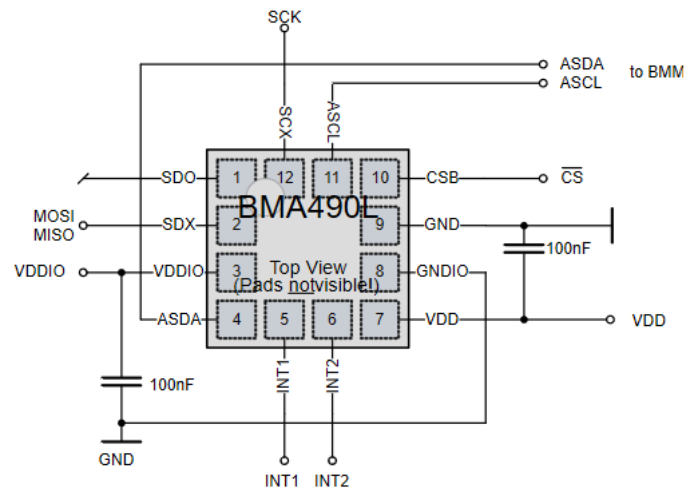 SCK
ASDA
ASCL
to BMM
SCX
ASCL
SDO
1
12
11
10
CSB
CS
MOSI
MISO
SDX
2
BMA490L
9
GND
100nF
VDDIO
VDDIO
3
Top View
(Pads notvisible!)
8
GNDIO
ASDA
4
5
6
7
VDD
VDD
INT1
INT2
100nF
GND
INT1
INT2